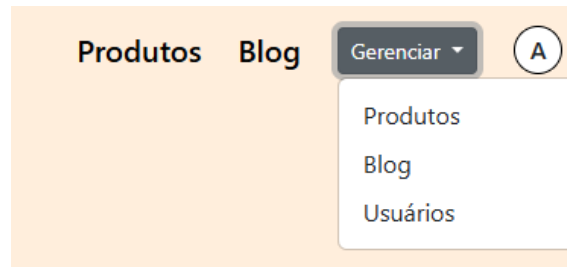 Produtos Blog Gerenciar A
Produtos
Blog
Usuários